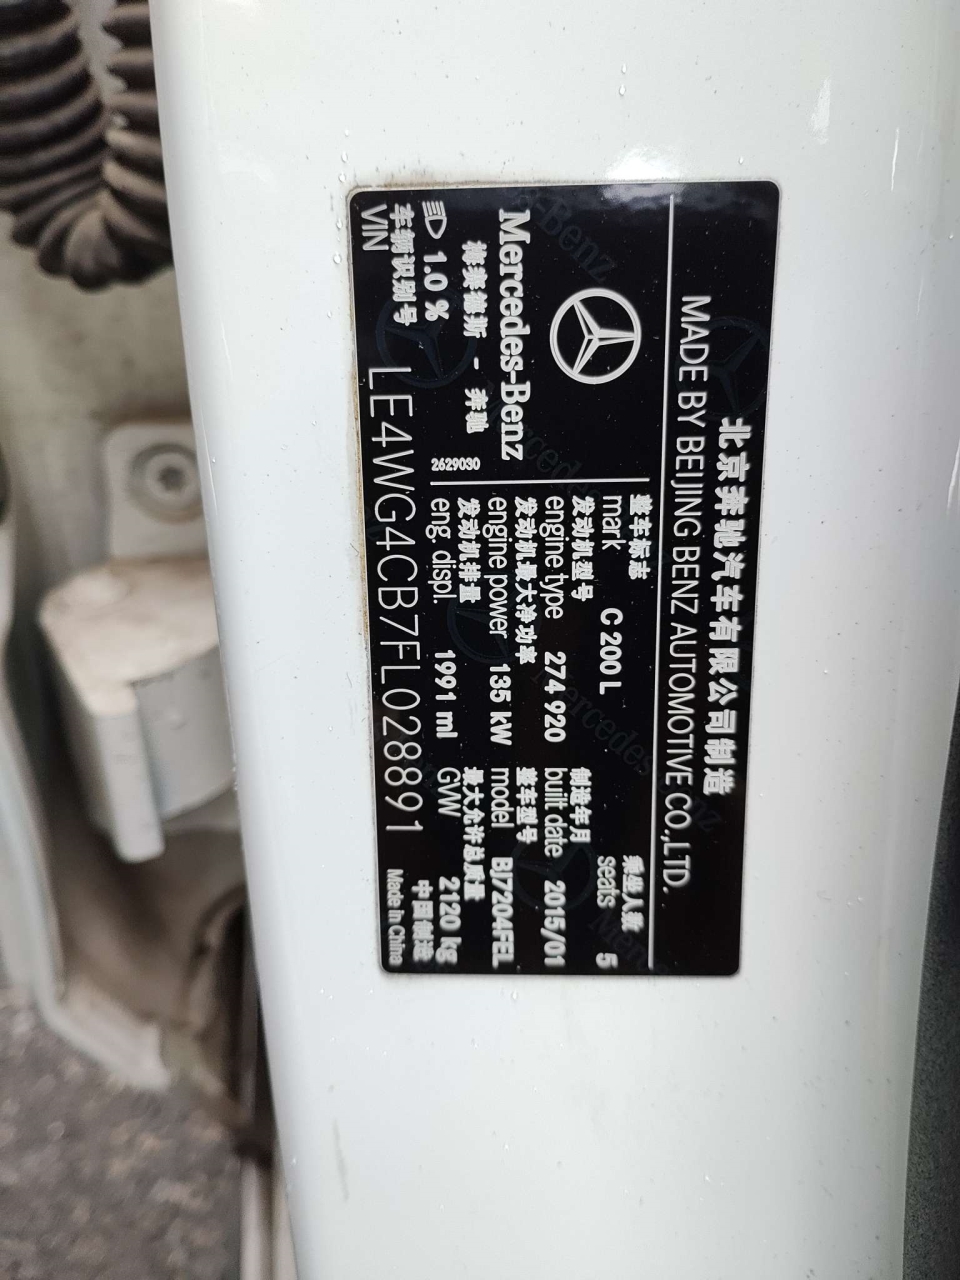 北京奔驰汽车有限公司制造
MADE BY BEIJING BENZ AUTOMOTIVE CO.,LTD.
Mercedes-Benz
梅赛德斯 - 奔驰
1.0 %
2629030
整车标志
mark C 200 L
乘坐人数
seats 5
发动机型号
engine type 274 920
制造年月
built date 2015/01
发动机最大净功率
engine power 135 kW
整车型号
model BJ7204FEL
发动机排量
eng. displ. 1991 ml
最大允许总质量
GVW 2120 kg
车辆识别号
VIN LE4WG4CB7FL028891
中国制造
Made in China